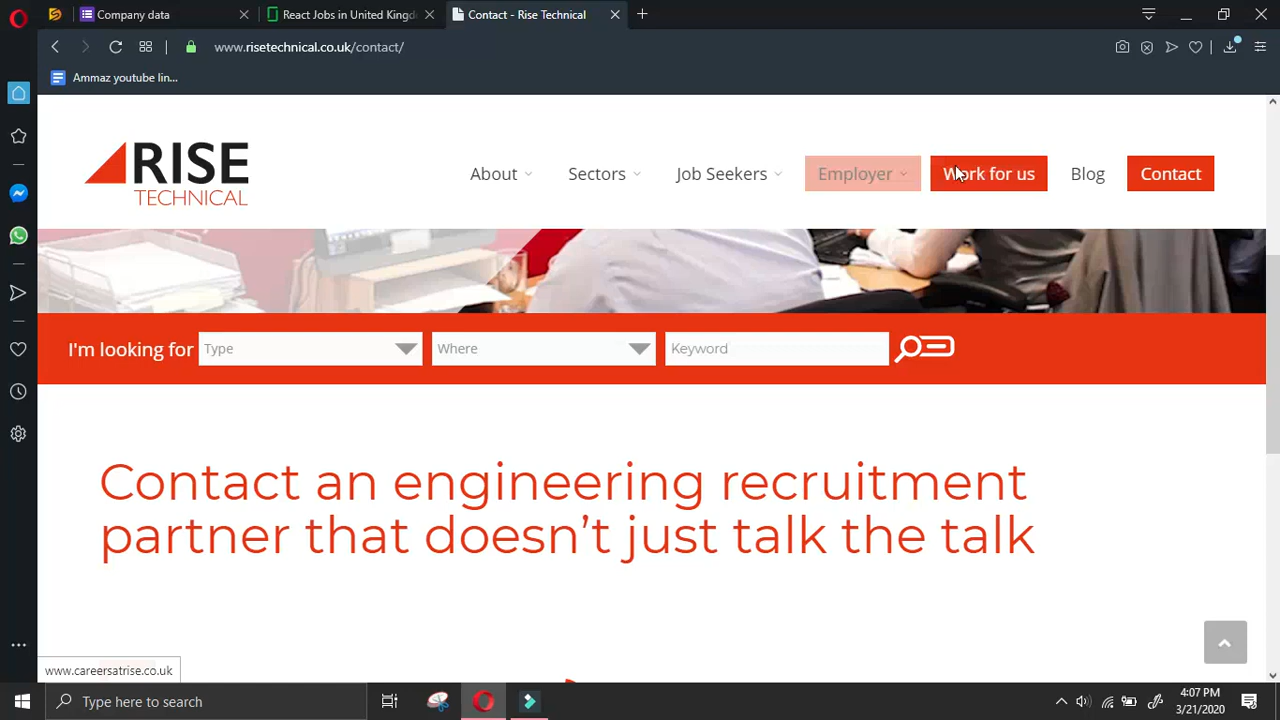 Company data
React Jobs in United Kingd
Contact - Rise Technical
www.risetechnical.co.uk/contact/
Ammaz youtube lin...
RISE
TECHNICAL
About
Sectors
Job Seekers
Employer
Work for us
Blog
Contact
I'm looking for
Type
Where
Keyword
Contact an engineering recruitment
partner that doesn't just talk the talk
www.careersatrise.co.uk
Type here to search
4:07 PM
3/21/2020